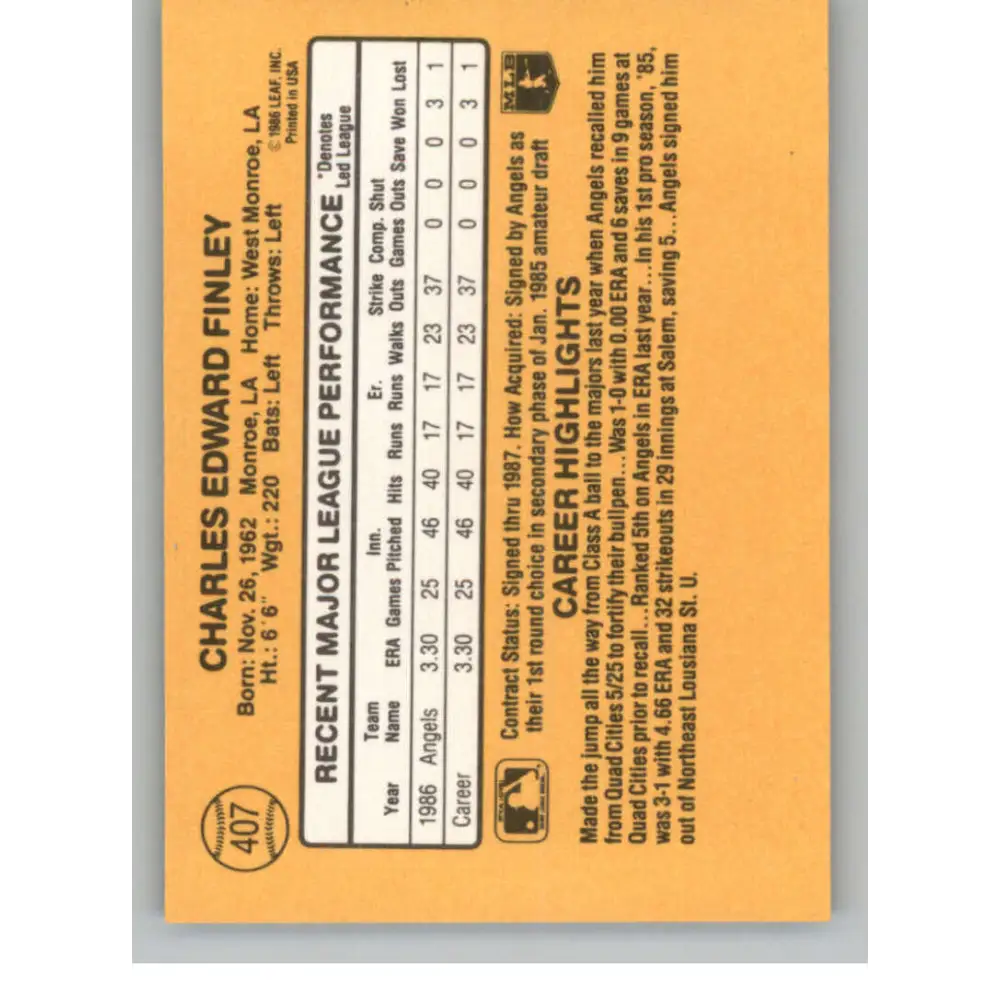 407
CHARLES EDWARD FINLEY
Born: Nov. 26, 1962 Monroe, LA Home: West Monroe, LA
Ht.: 6'6" Wgt.: 220 Bats: Left Throws: Left
© 1986 LEAF, INC.
Printed in USA
RECENT MAJOR LEAGUE PERFORMANCE
*Denotes
Led League
Team Inn. Er. Strike Comp. Shut
Year Name ERA Games Pitched Hits Runs Runs Walks Outs Games Outs Save Won Lost
1986 Angels 3.30 25 46 40 17 17 23 37 0 0 0 3 1
Career 3.30 25 46 40 17 17 23 37 0 0 0 3 1
MLB
Contract Status: Signed thru 1987. How Acquired: Signed by Angels as
their 1st round choice in secondary phase of Jan. 1985 amateur draft
CAREER HIGHLIGHTS
Made the jump all the way from Class A ball to the majors last year when Angels recalled him
from Quad Cities 5/25 to fortify their bullpen...Was 1-0 with 0.00 ERA and 6 saves in 9 games at
Quad Cities prior to recall...Ranked 5th on Angels in ERA last year...In his 1st pro season, '85,
was 3-1 with 4.66 ERA and 32 strikeouts in 29 innings at Salem, saving 5...Angels signed him
out of Northeast Lousiana St. U.